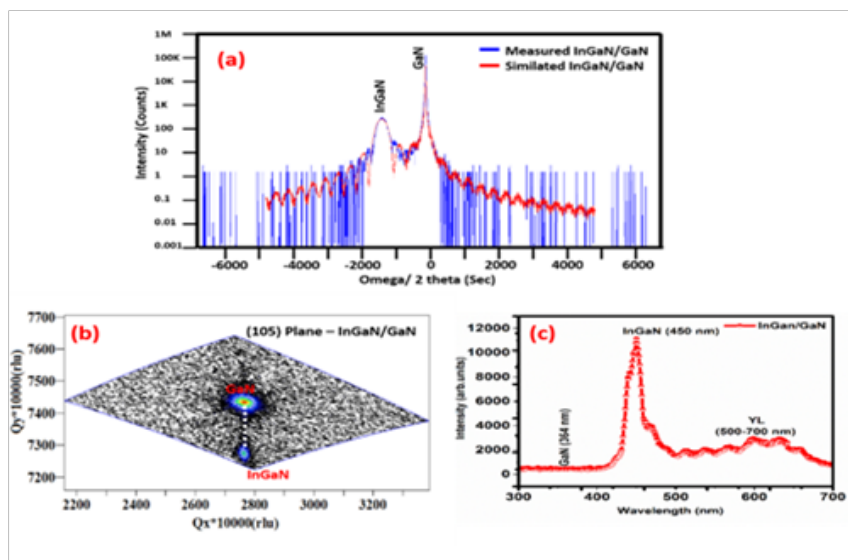 (a)
Measured InGaN/GaN
Similated InGaN/GaN
InGaN
GaN
Intensity (Counts)
1M
100K
10K
1K
100
10
1
0.1
0.01
0.001
-6000 -4000 -2000 0 2000 4000 6000
Omega/ 2 theta (Sec)
(b)
(105) Plane – InGaN/GaN
GaN
InGaN
Qy*10000(rlu)
7700
7600
7500
7400
7300
7200
2200 2400 2600 2800 3000 3200
Qx*10000(rlu)
(c)
InGaN (450 nm)
InGan/GaN
GaN (364 nm)
YL
(500-700 nm)
Intensity (arb.units)
12000
10000
8000
6000
4000
2000
0
300 400 500 600 700
Wavelength (nm)